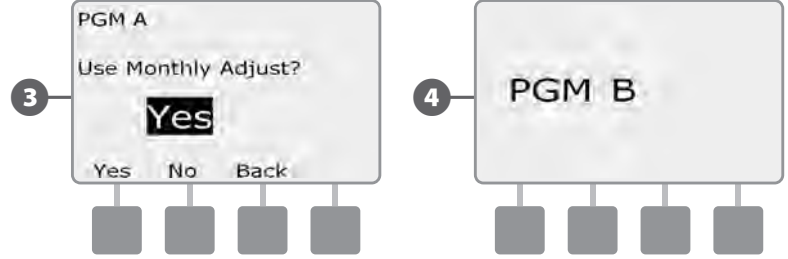 3
PGM A
Use Monthly Adjust?
Yes
Yes No Back
4
PGM B